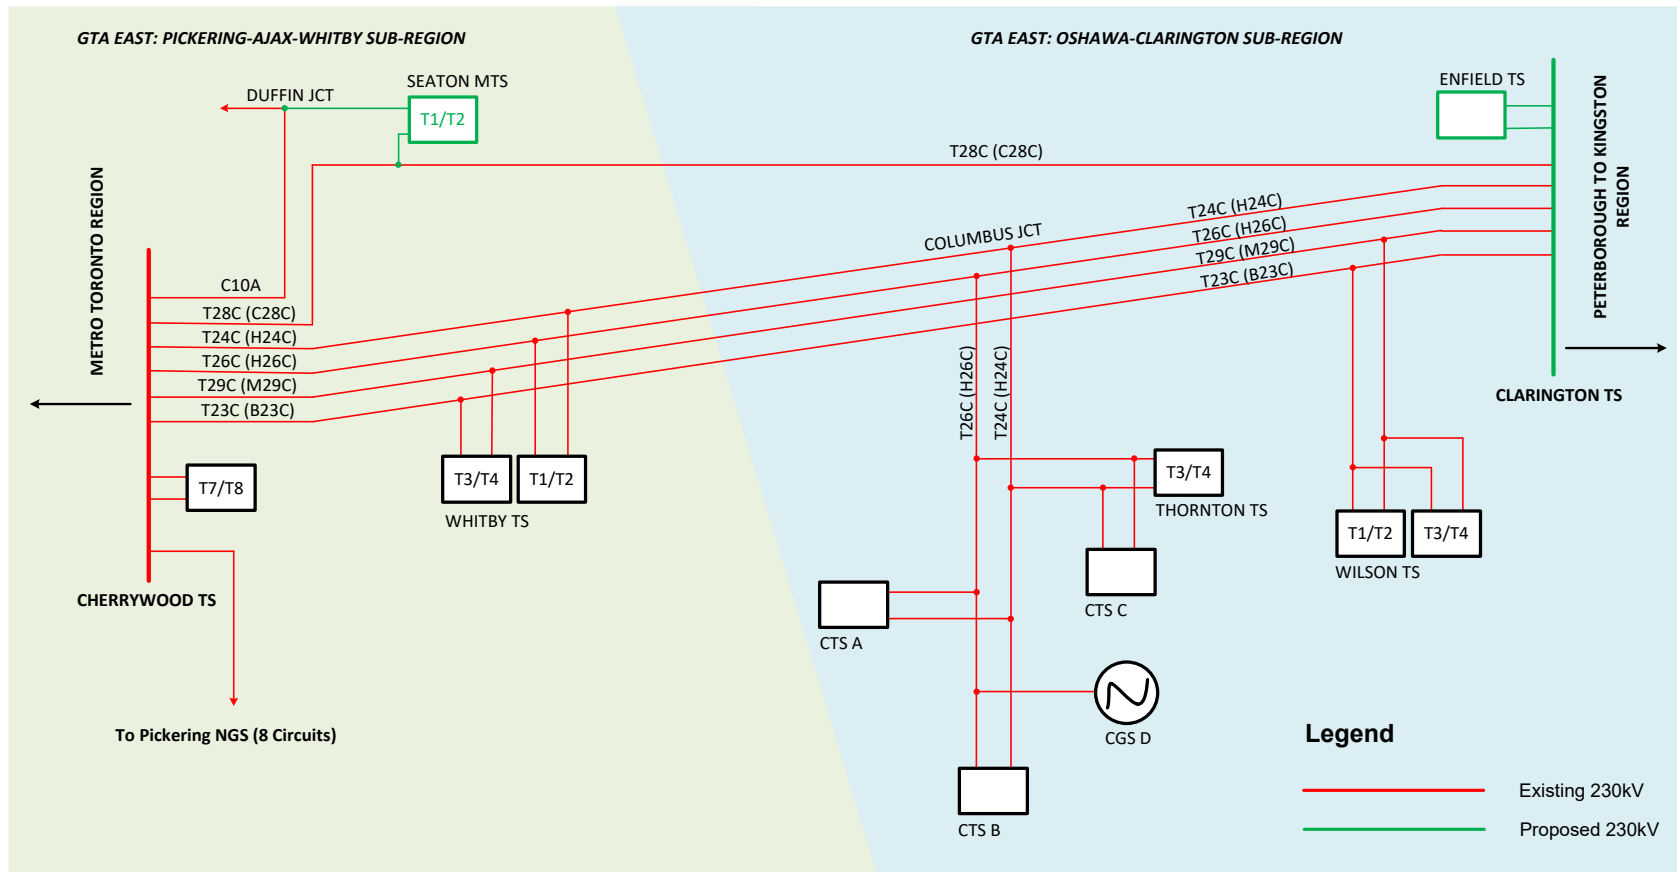 GTA EAST: PICKERING-AJAX-WHITBY SUB-REGION
GTA EAST: OSHAWA-CLARINGTON SUB-REGION
SEATON MTS
DUFFIN JCT
T1/T2
ENFIELD TS
PETERBOROUGH TO KINGSTON
REGION
T28C (C28C)
METRO TORONTO REGION
T24C (H24C)
T26C (H26C)
T29C (M29C)
T23C (B23C)
COLUMBUS JCT
C10A
T28C (C28C)
T24C (H24C)
T26C (H26C)
T29C (M29C)
T23C (B23C)
T26C (H26C)
T24C (H24C)
CLARINGTON TS
T7/T8
T3/T4
T1/T2
WHITBY TS
T3/T4
THORNTON TS
T1/T2
T3/T4
WILSON TS
CHERRYWOOD TS
CTS C
CTS A
To Pickering NGS (8 Circuits)
CGS D
CTS B
Legend
Existing 230kV
Proposed 230kV